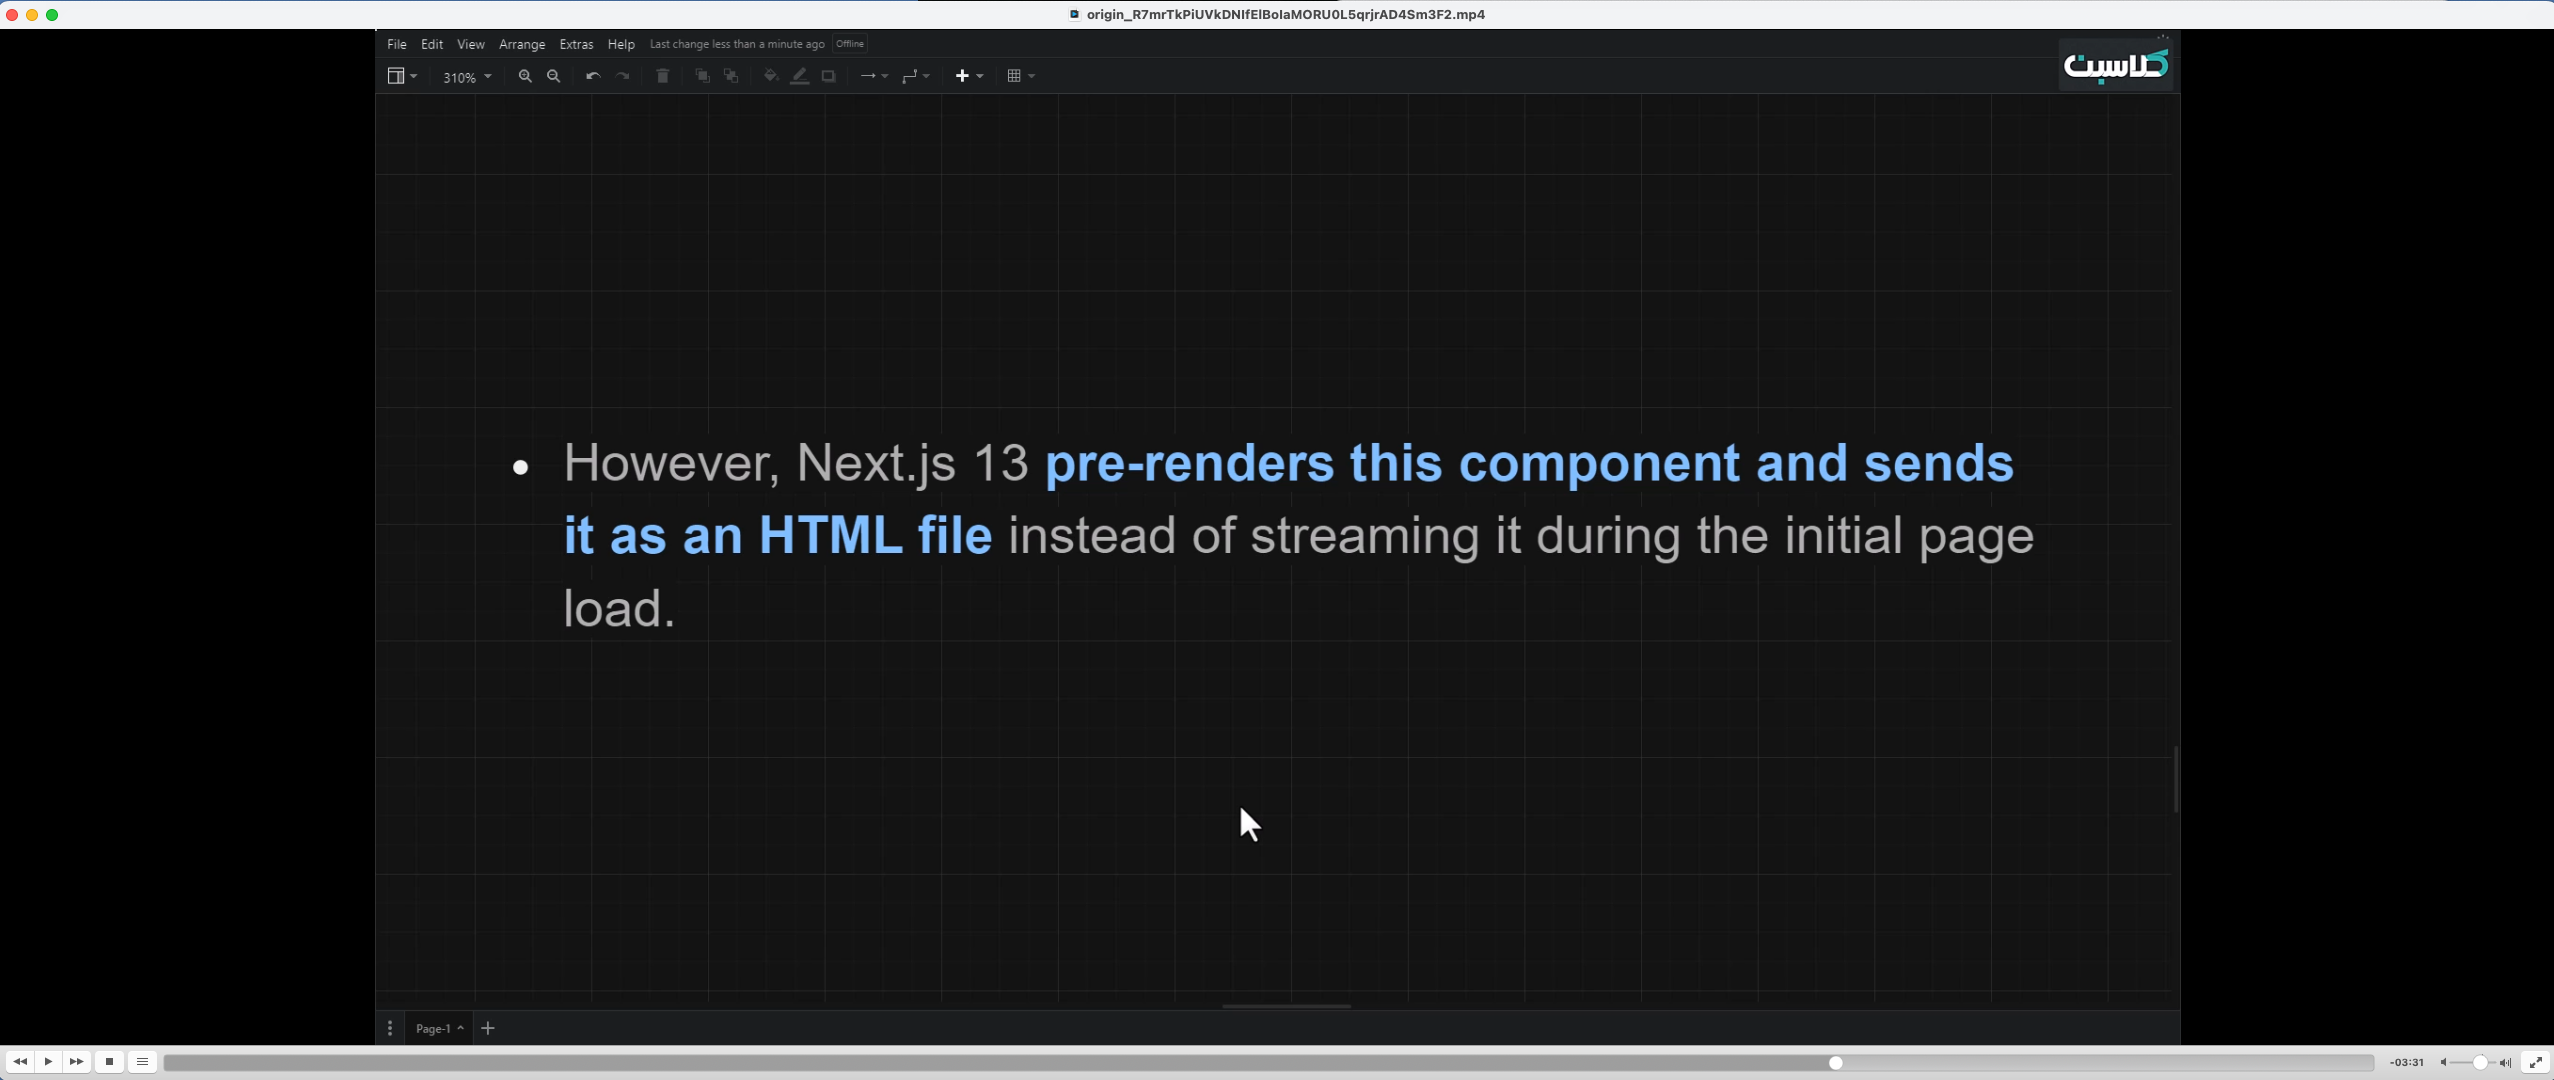 origin_R7mrTkPiUVkDNIfElBolaMORU0L5qrjrAD4Sm3F2.mp4
File Edit View Arrange Extras Help Last change less than a minute ago Offline
کلاسبت
310%
• However, Next.js 13 pre-renders this component and sends
it as an HTML file instead of streaming it during the initial page
load.
Page-1
-03:31